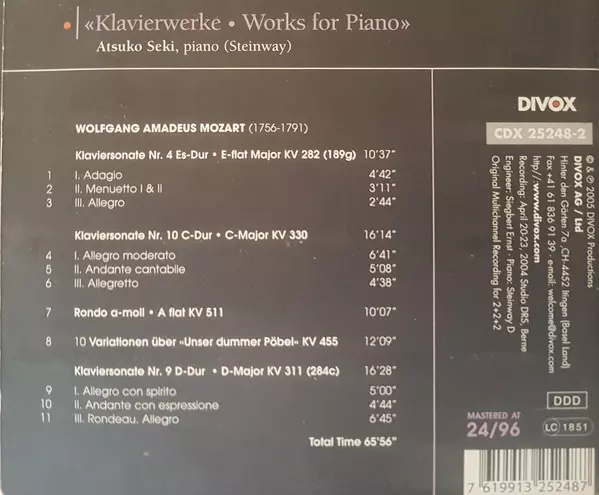 «Klavierwerke • Works for Piano»
Atsuko Seki, piano (Steinway)
WOLFGANG AMADEUS MOZART (1756-1791)
Klaviersonate Nr. 4 Es-Dur • E-flat Major KV 282 (189g) 10'37"
1 I. Adagio 4'42"
2 II. Menuetto I & II 3'11"
3 III. Allegro 2'44"
Klaviersonate Nr. 10 C-Dur • C-Major KV 330 16'14"
4 I. Allegro moderato 6'41"
5 II. Andante cantabile 5'08"
6 III. Allegretto 4'38"
7 Rondo a-moll • A flat KV 511 10'07"
8 10 Variationen über «Unser dummer Pöbel» KV 455 12'09"
Klaviersonate Nr. 9 D-Dur • D-Major KV 311 (284c) 16'28"
9 I. Allegro con spirito 5'00"
10 II. Andante con espressione 4'44"
11 III. Rondeau. Allegro 6'45"
Total Time 65'56"
DIVOX
CDX 25248-2
© & ℗ 2005 DIVOX Productions
DIVOX AG / Ltd
Hinter den Gärten 7a ,CH-4452 Itingen (Basel Land)
Fax +41 61 836 91 39 • e-mail: welcome@divox.com
http//:www.divox.com
Recording: April 20-23, 2004 Studio DRS, Berne
Engineer: Siegbert Ernst • Piano: Steinway D
Original Multichannel Recording for 2+2+2
DDD
MASTERED AT
24/96
LC 1851
7 619913 252487